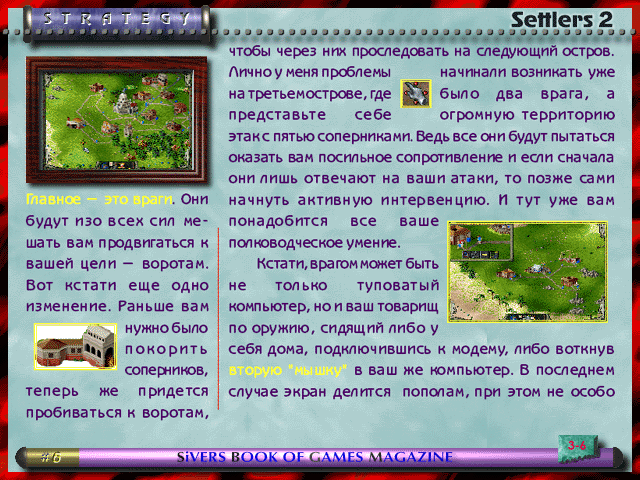 STRATEGY
Settlers 2
Главное — это враги. Они
будут изо всех сил ме-
шать вам продвигаться к
вашей цели — воротам.
Вот кстати еще одно
изменение. Раньше вам
нужно было
покорить
соперников,
теперь же придется
пробиваться к воротам,
чтобы через них проследовать на следующий остров.
Лично у меня проблемы начинали возникать уже
на третьем острове, где было два врага, а
представьте себе огромную территорию
этак с пятью соперниками. Ведь все они будут пытаться
оказать вам посильное сопротивление и если сначала
они лишь отвечают на ваши атаки, то позже сами
начнуть активную интервенцию. И тут уже вам
понадобится все ваше
полководческое умение.
Кстати, врагом может быть
не только туповатый
компьютер, но и ваш товарищ
по оружию, сидящий либо у
себя дома, подключившись к модему, либо воткнув
вторую "мышку" в ваш же компьютер. В последнем
случае экран делится пополам, при этом не особо
#6
SiVERS BOOK OF GAMES MAGAZINE
3-6